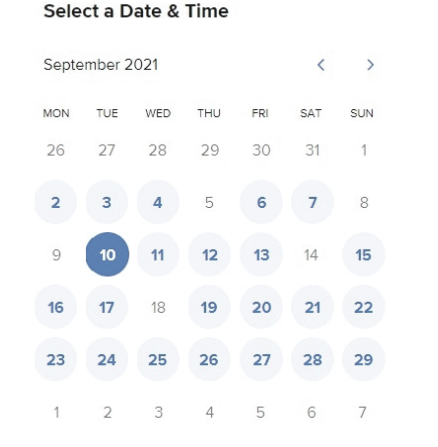 Select a Date & Time
September 2021
MON TUE WED THU FRI SAT SUN
26 27 28 29 30 31 1
2 3 4 5 6 7 8
9 10 11 12 13 14 15
16 17 18 19 20 21 22
23 24 25 26 27 28 29
1 2 3 4 5 6 7